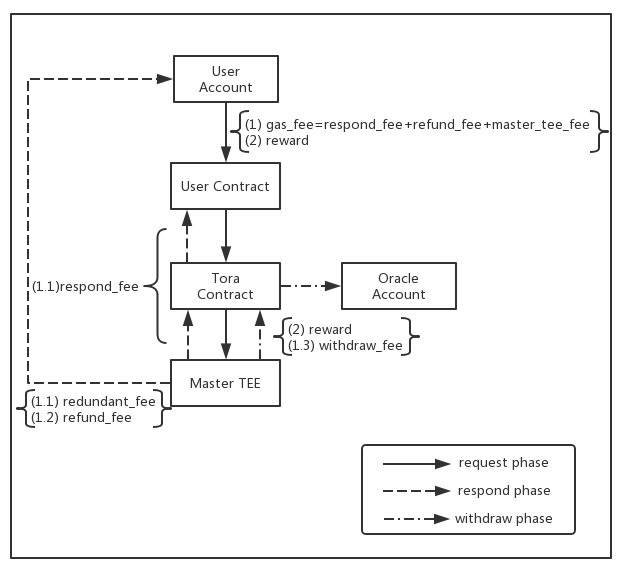 User
Account
(1) gas_fee=respond_fee+refund_fee+master_tee_fee
(2) reward
User Contract
(1.1)respond_fee
Tora
Contract
Oracle
Account
(2) reward
(1.3) withdraw_fee
Master TEE
(1.1) redundant_fee
(1.2) refund_fee
request phase
respond phase
withdraw phase